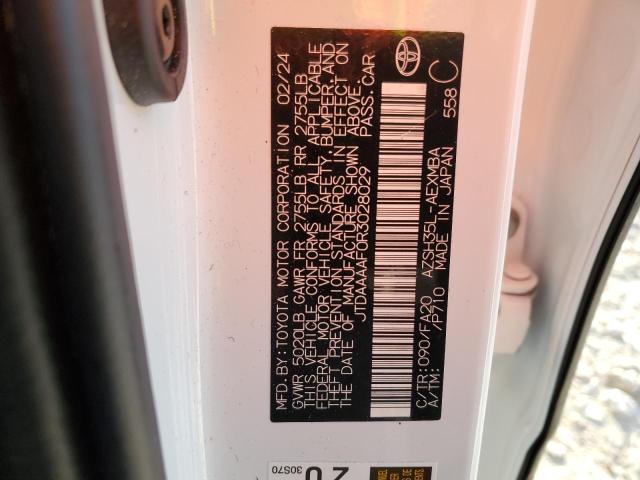 MFD.BY:TOYOTA MOTOR CORPORATION 02/24
GVWR 5020LB GAWR FR 2755LB RR 2755LB
THIS VEHICLE CONFORMS TO ALL APPLICABLE
FEDERAL MOTOR VEHICLE SAFETY, BUMPER, AND
THEFT PREVENTION STANDARDS IN EFFECT ON
THE DATE OF MANUFACTURE SHOWN ABOVE.
JTDAAAAF0R3028029 PASS.CAR
C/TR:090/FA20 AZSH35L-AEXMBA
A/TM: /P710 MADE IN JAPAN 558 C
30S70